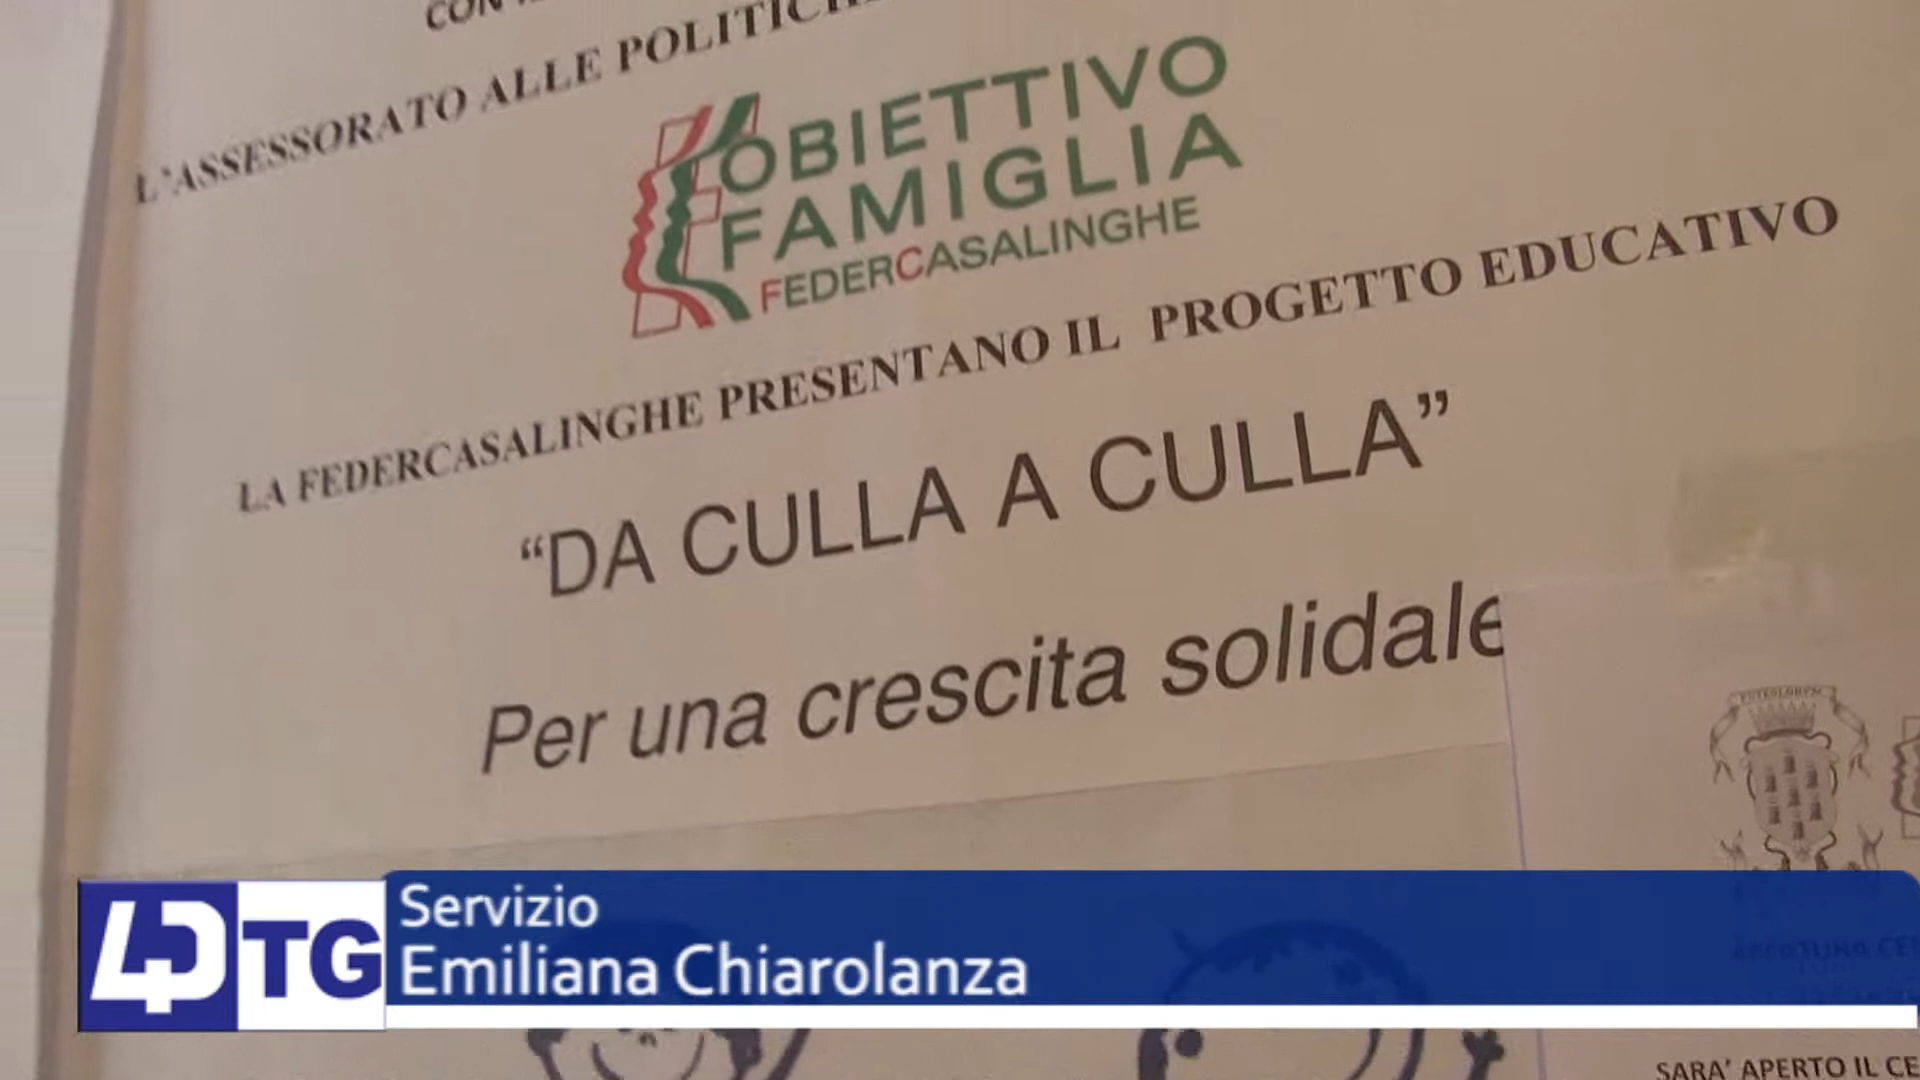 CON
L'ASSESSORATO ALLE POLITICHE
OBIETTIVO
FAMIGLIA
FEDERCASALINGHE
LA FEDERCASALINGHE PRESENTANO IL PROGETTO EDUCATIVO
“DA CULLA A CULLA”
Per una crescita solidale
TG
Servizio
Emiliana Chiarolanza
SARA' APERTO IL CE